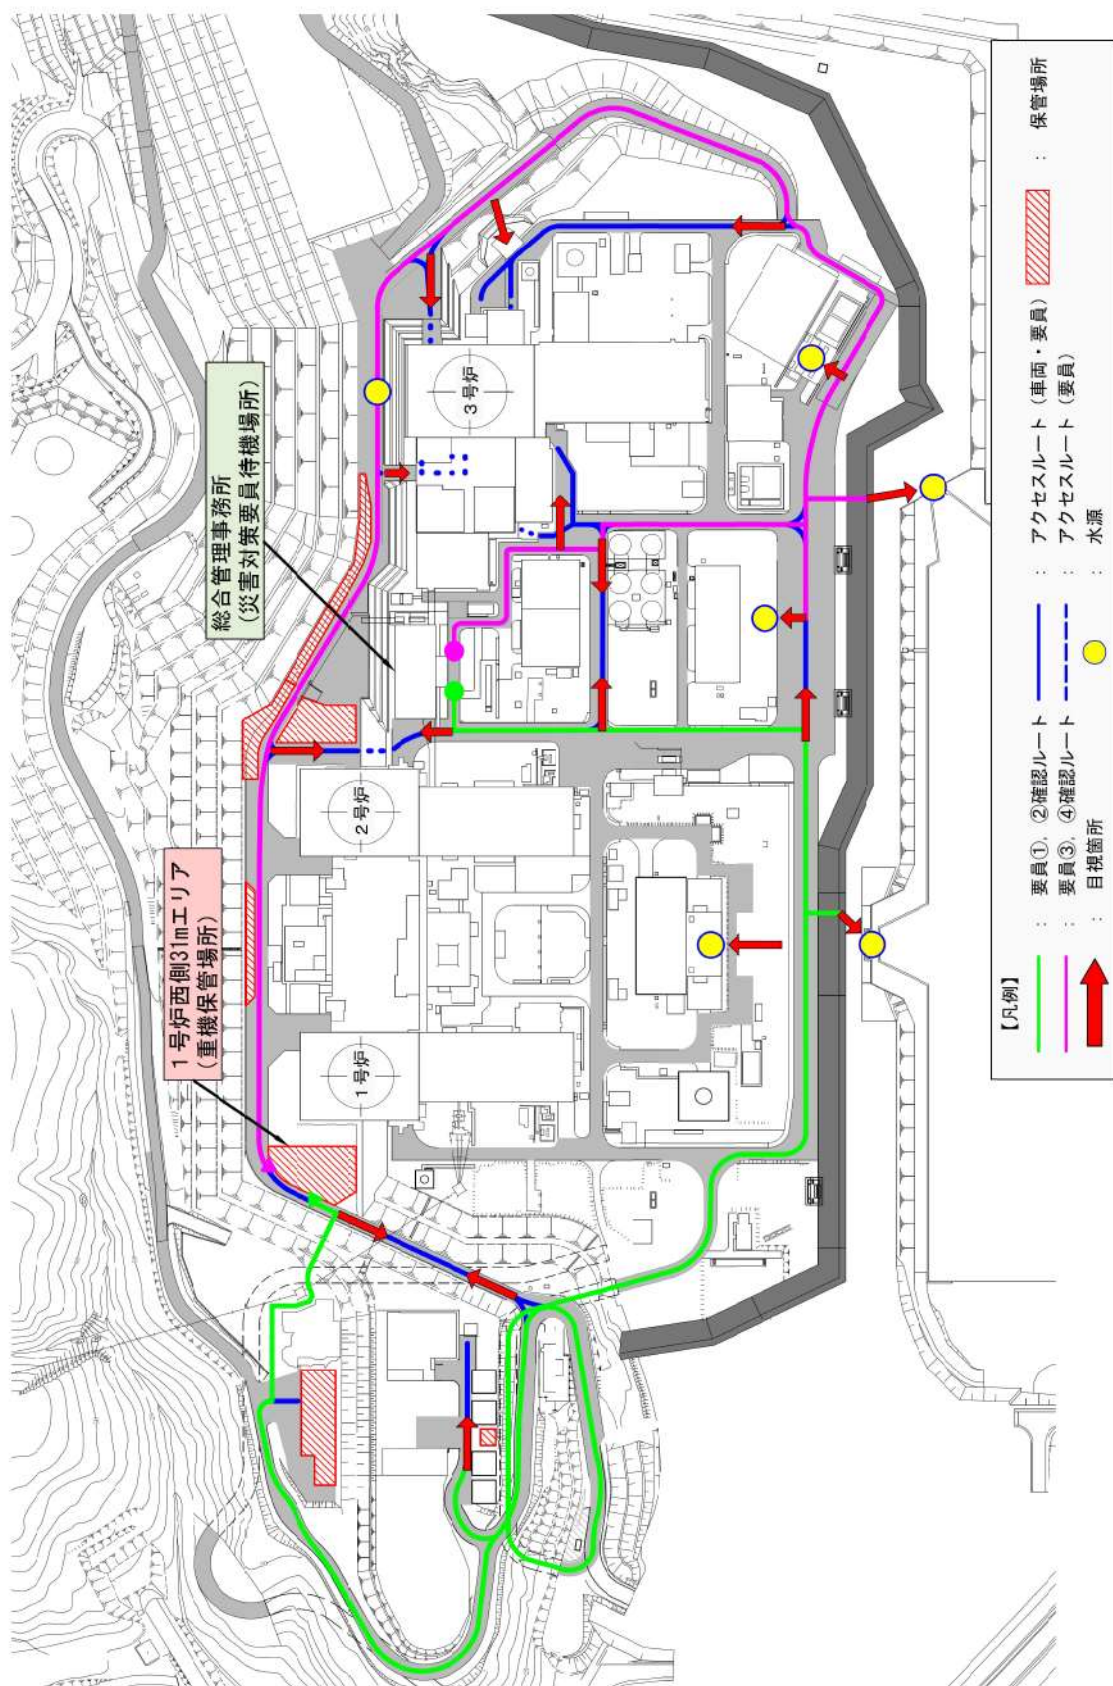 総合管理事務所
(災害対策要員待機場所)
1号炉西側31mエリア
(重機保管場所)
3号炉
2号炉
1号炉
【凡例】
: 要員①, ②確認ルート
: アクセスルート (車両・要員)
: 保管場所
: 要員③, ④確認ルート
: アクセスルート (要員)
: 目視箇所
: 水源